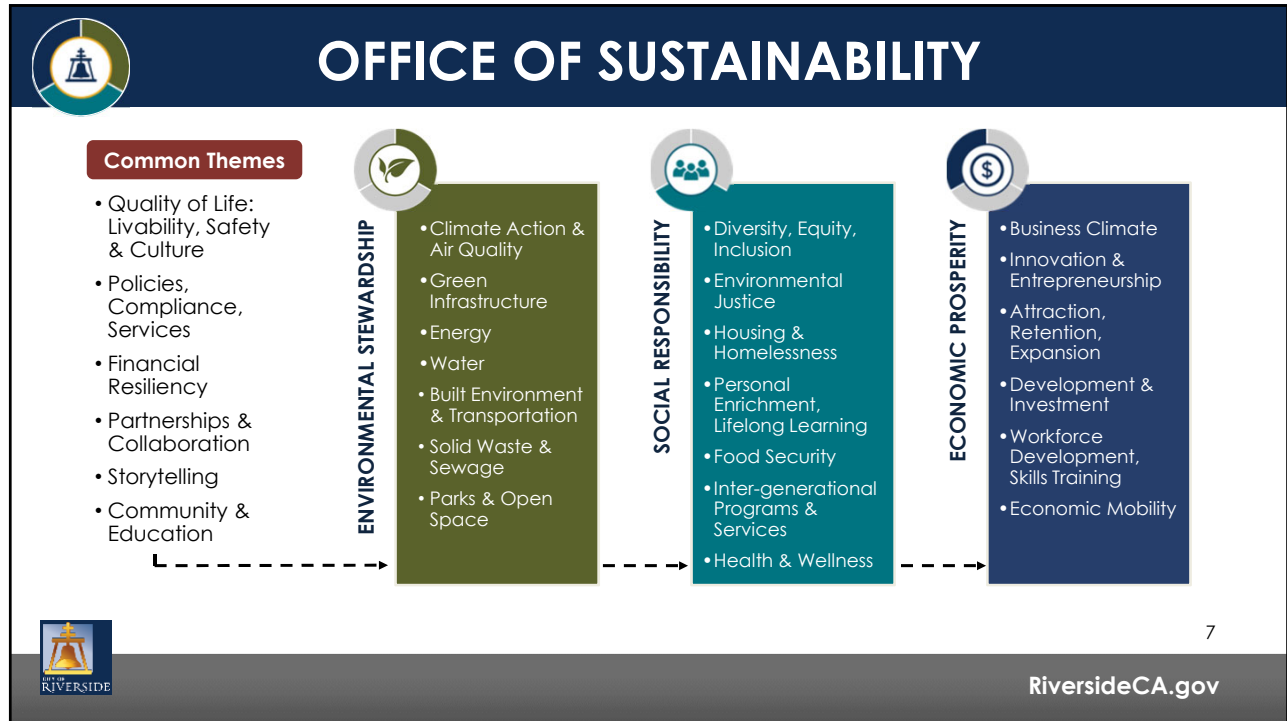 OFFICE OF SUSTAINABILITY
Common Themes
• Quality of Life:
Livability, Safety
& Culture
• Policies,
Compliance,
Services
• Financial
Resiliency
• Partnerships &
Collaboration
• Storytelling
• Community &
Education
ENVIRONMENTAL STEWARDSHIP
• Climate Action &
Air Quality
• Green
Infrastructure
• Energy
• Water
• Built Environment
& Transportation
• Solid Waste &
Sewage
• Parks & Open
Space
SOCIAL RESPONSIBILITY
• Diversity, Equity,
Inclusion
• Environmental
Justice
• Housing &
Homelessness
• Personal
Enrichment,
Lifelong Learning
• Food Security
• Inter-generational
Programs &
Services
• Health & Wellness
$
ECONOMIC PROSPERITY
• Business Climate
• Innovation &
Entrepreneurship
• Attraction,
Retention,
Expansion
• Development &
Investment
• Workforce
Development,
Skills Training
• Economic Mobility
7
CITY OF
RIVERSIDE
RiversideCA.gov